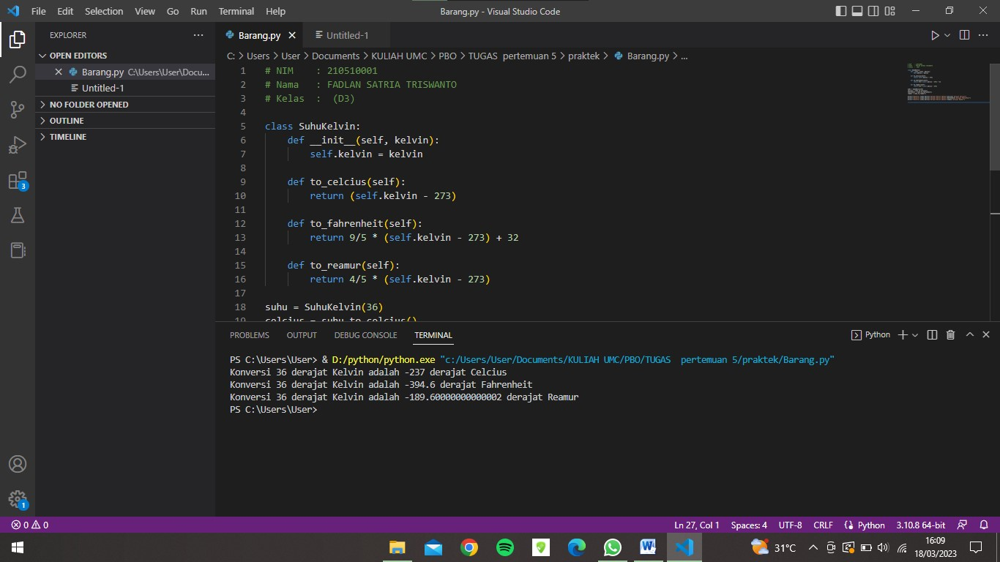 File Edit Selection View Go Run Terminal Help Barang.py - Visual Studio Code
EXPLORER ...
Barang.py Untitled-1
OPEN EDITORS
C: > Users > User > Documents > KULIAH UMC > PBO > TUGAS pertemuan 5 > praktek > Barang.py > ...
Barang.py C:\Users\User\Docu...
Untitled-1
NO FOLDER OPENED
OUTLINE
TIMELINE
3
1
1 # NIM : 210510001
2 # Nama : FADLAN SATRIA TRISWANTO
3 # Kelas : (D3)
4
5 class SuhuKelvin:
6 def __init__(self, kelvin):
7 self.kelvin = kelvin
8
9 def to_celcius(self):
10 return (self.kelvin - 273)
11
12 def to_fahrenheit(self):
13 return 9/5 * (self.kelvin - 273) + 32
14
15 def to_reamur(self):
16 return 4/5 * (self.kelvin - 273)
17
18 suhu = SuhuKelvin(36)
19 celcius = suhu.to_celcius()
PROBLEMS OUTPUT DEBUG CONSOLE TERMINAL Python
PS C:\Users\User> & D:/python/python.exe "c:/Users/User/Documents/KULIAH UMC/PBO/TUGAS  pertemuan 5/praktek/Barang.py"
Konversi 36 derajat Kelvin adalah -237 derajat Celcius
Konversi 36 derajat Kelvin adalah -394.6 derajat Fahrenheit
Konversi 36 derajat Kelvin adalah -189.60000000000002 derajat Reamur
PS C:\Users\User>
0 0 Ln 27, Col 1 Spaces: 4 UTF-8 CRLF Python 3.10.8 64-bit
31°C 16:09
18/03/2023